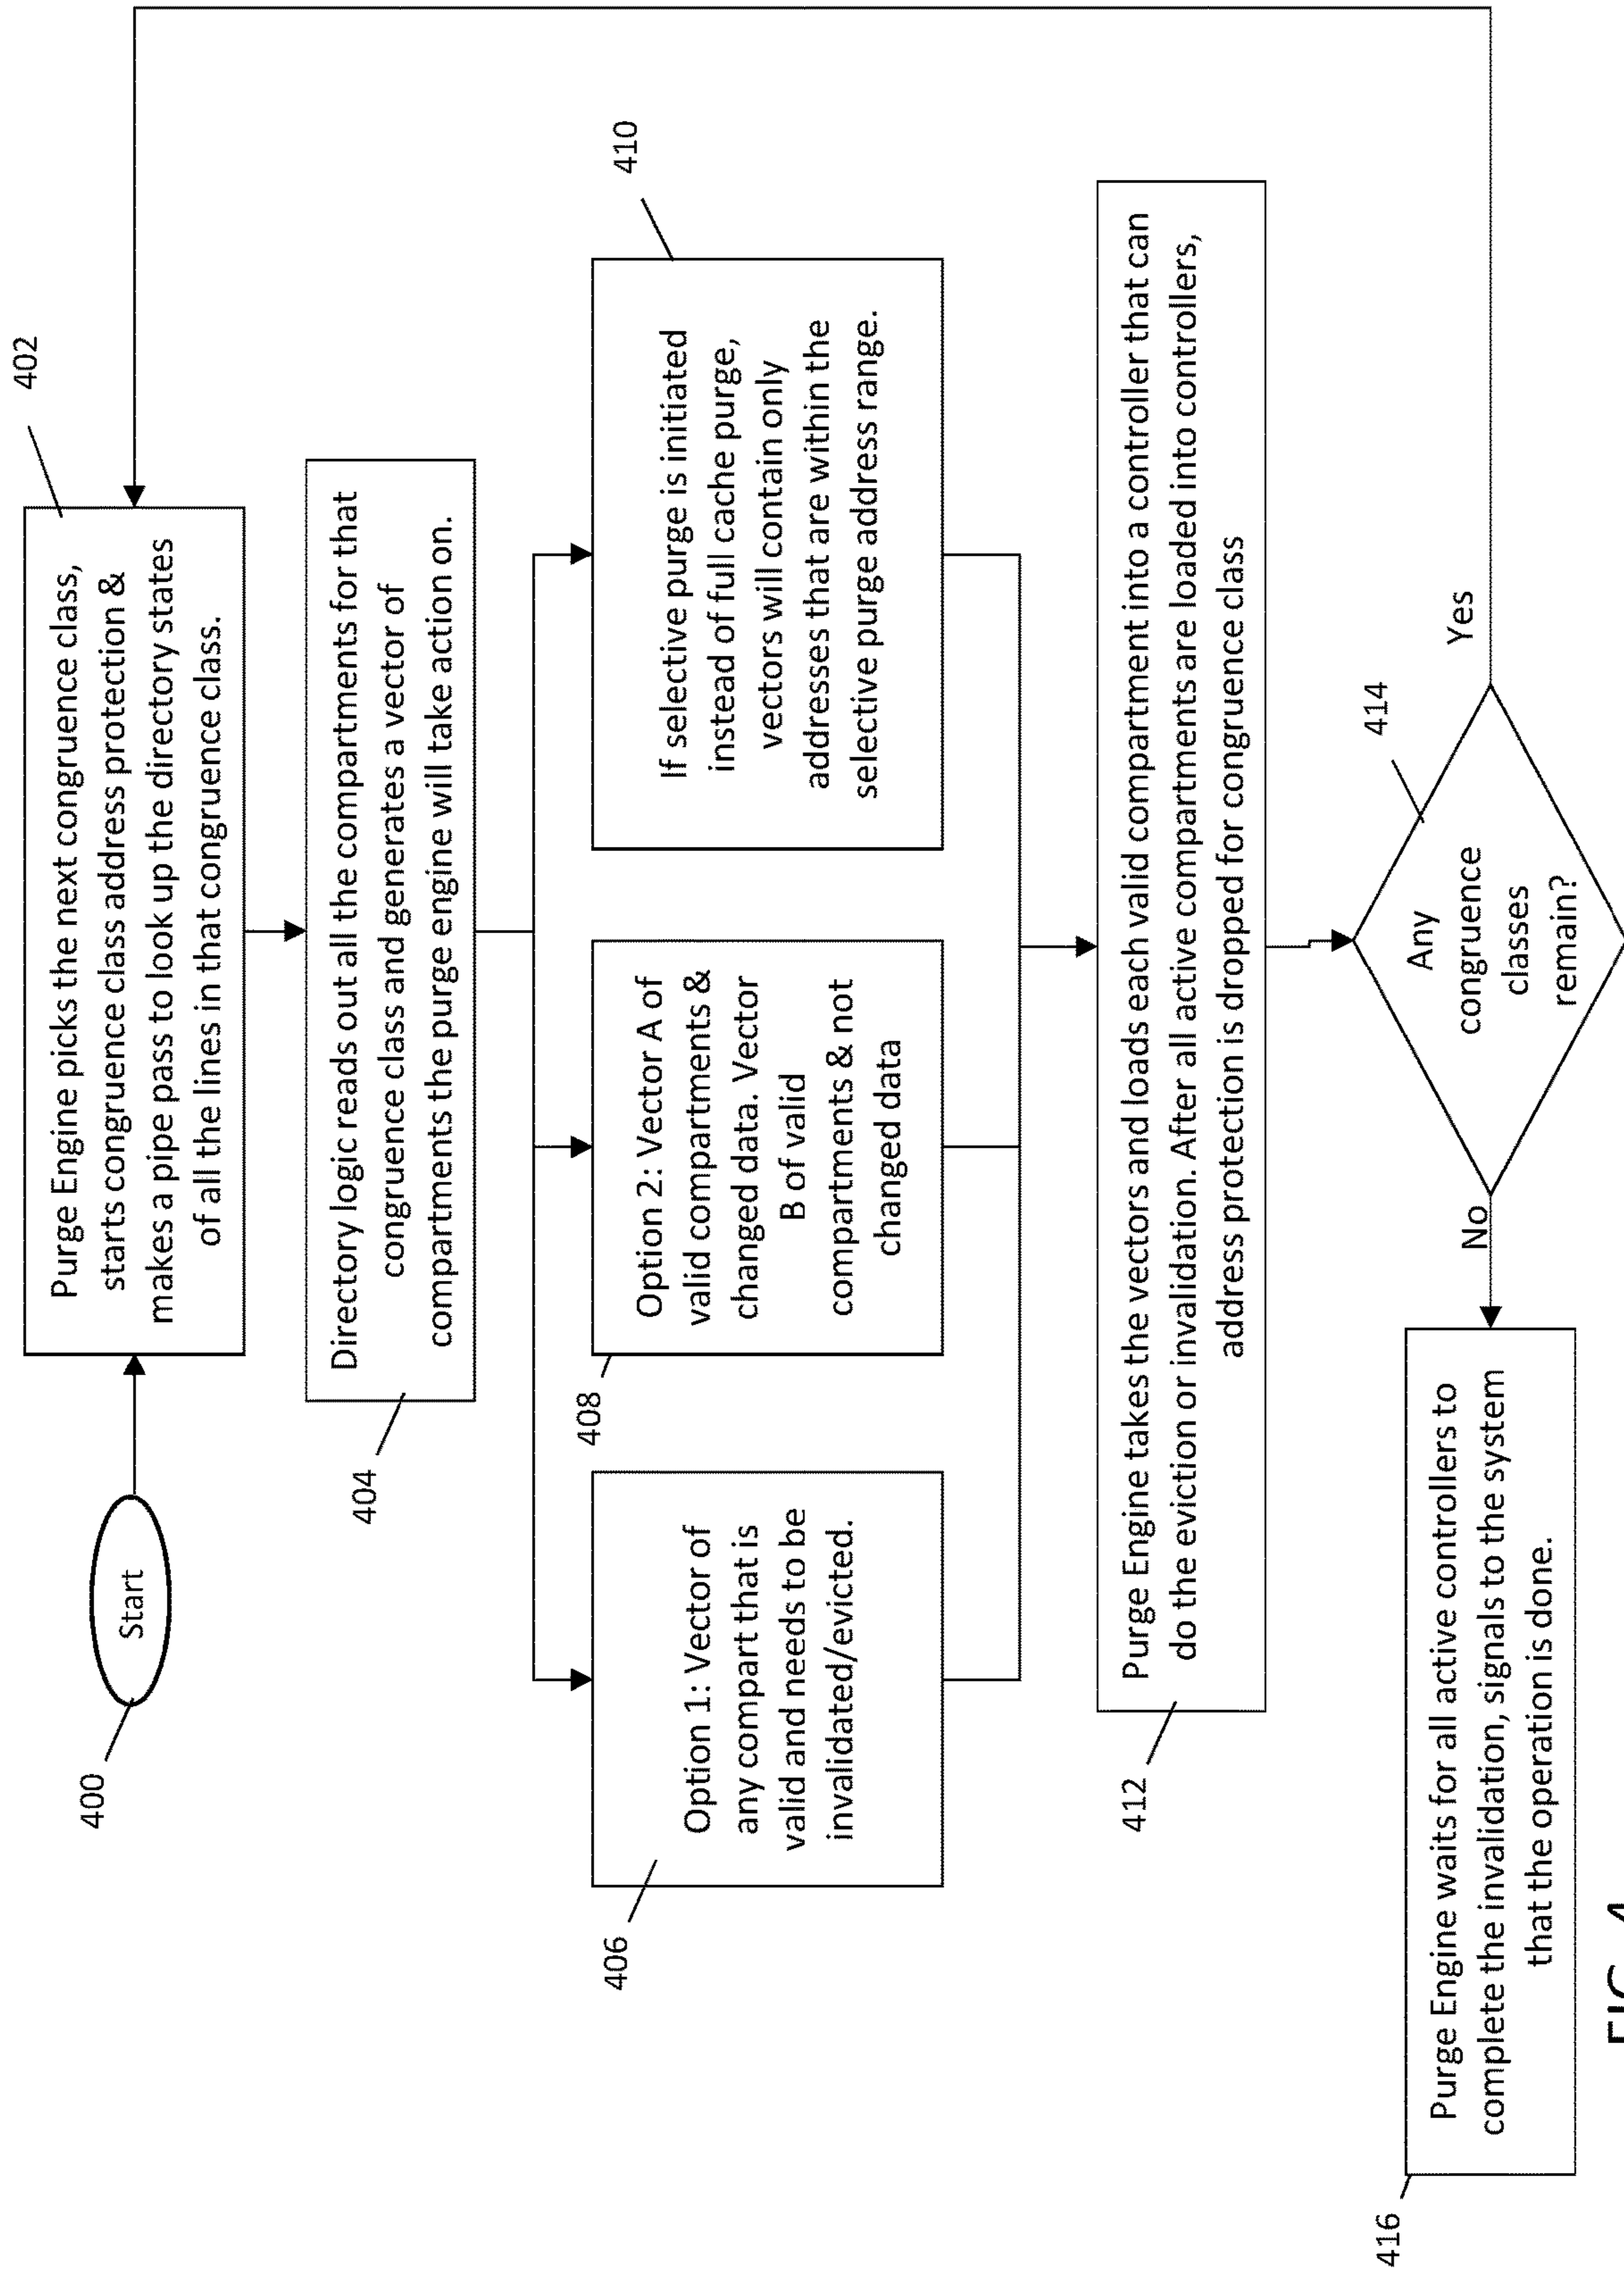 400
Start
402
Purge Engine picks the next congruence class,
starts congruence class address protection &
makes a pipe pass to look up the directory states
of all the lines in that congruence class.
404
Directory logic reads out all the compartments for that
congruence class and generates a vector of
compartments the purge engine will take action on.
406
Option 1: Vector of
any compart that is
valid and needs to be
invalidated/evicted.
408
Option 2: Vector A of
valid compartments &
changed data. Vector
B of valid
compartments & not
changed data
410
If selective purge is initiated
instead of full cache purge,
vectors will contain only
addresses that are within the
selective purge address range.
412
Purge Engine takes the vectors and loads each valid compartment into a controller that can
do the eviction or invalidation. After all active compartments are loaded into controllers,
address protection is dropped for congruence class
414
Any
congruence
classes
remain?
Yes
No
416
Purge Engine waits for all active controllers to
complete the invalidation, signals to the system
that the operation is done.
FIG. 4